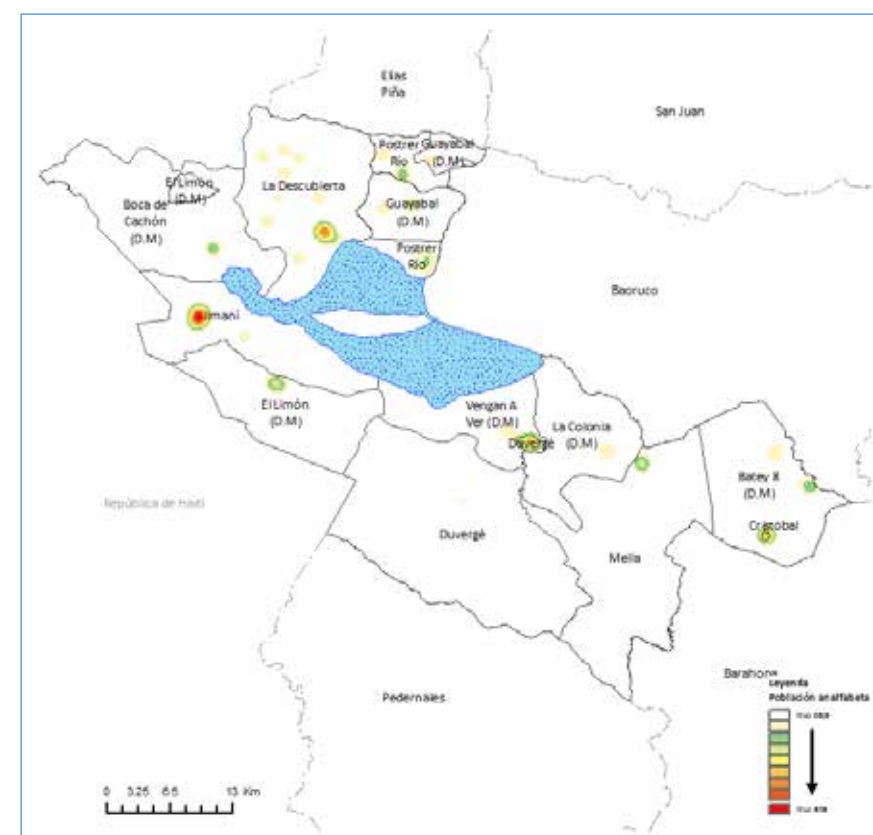 Elías
Piña
San Juan
Postrer
Río
Guayabal
(D.M)
El Limón
(D.M)
La Descubierta
Boca de
Cachón
(D.M)
Guayabal
(D.M)
Postrer
Río
Baoruco
El Limón
(D.M)
Vengan A
Ver (D.M)
Duvergé
La Colonia
(D.M)
Batey 8
(D.M)
Cristobal
República de Haití
Duvergé
Mella
Pedernales
Barahona
Leyenda
Población analfabeta
0 3.25 6.5 13 Km